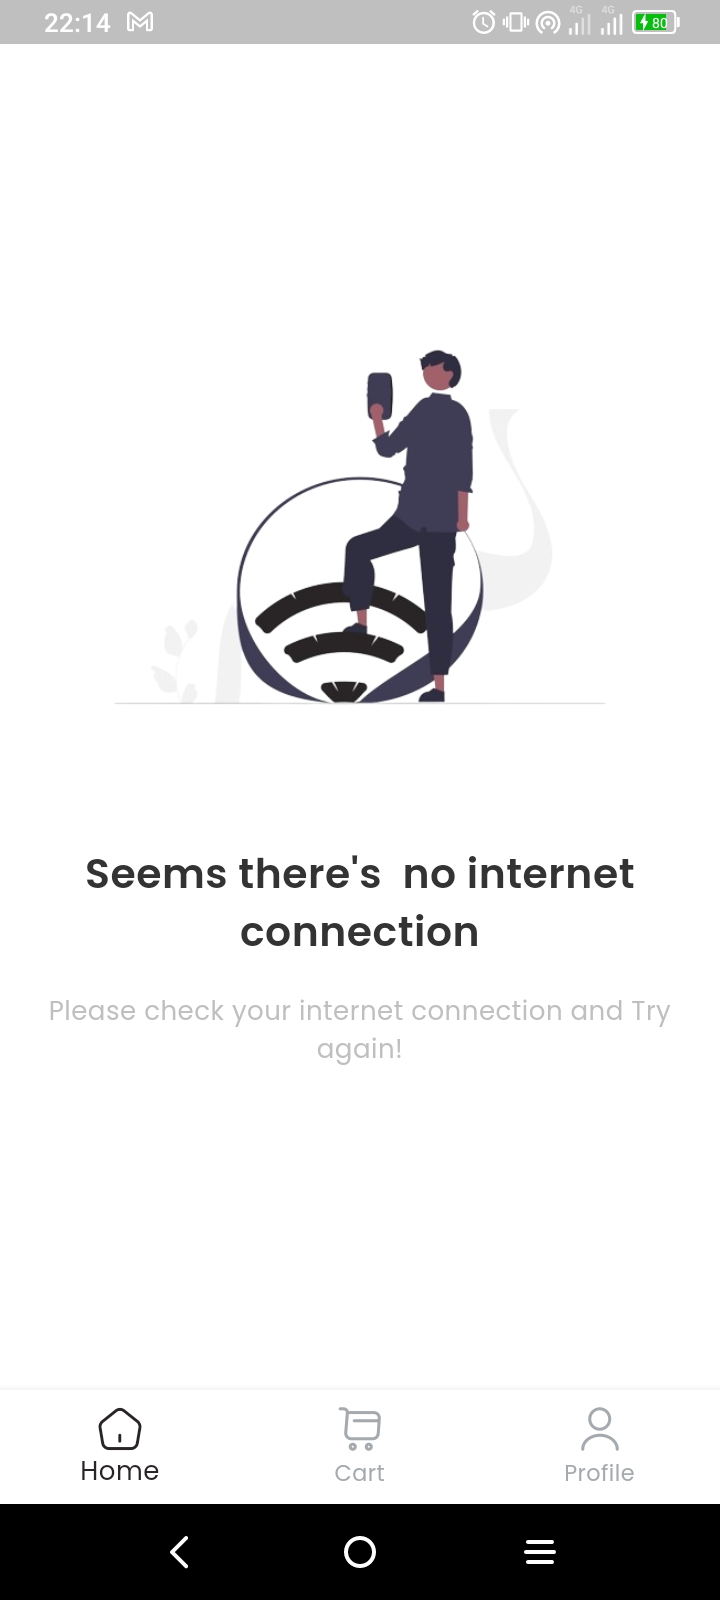 22:14 4G 4G 80
Seems there's  no internet
connection
Please check your internet connection and Try
again!
Home Cart Profile